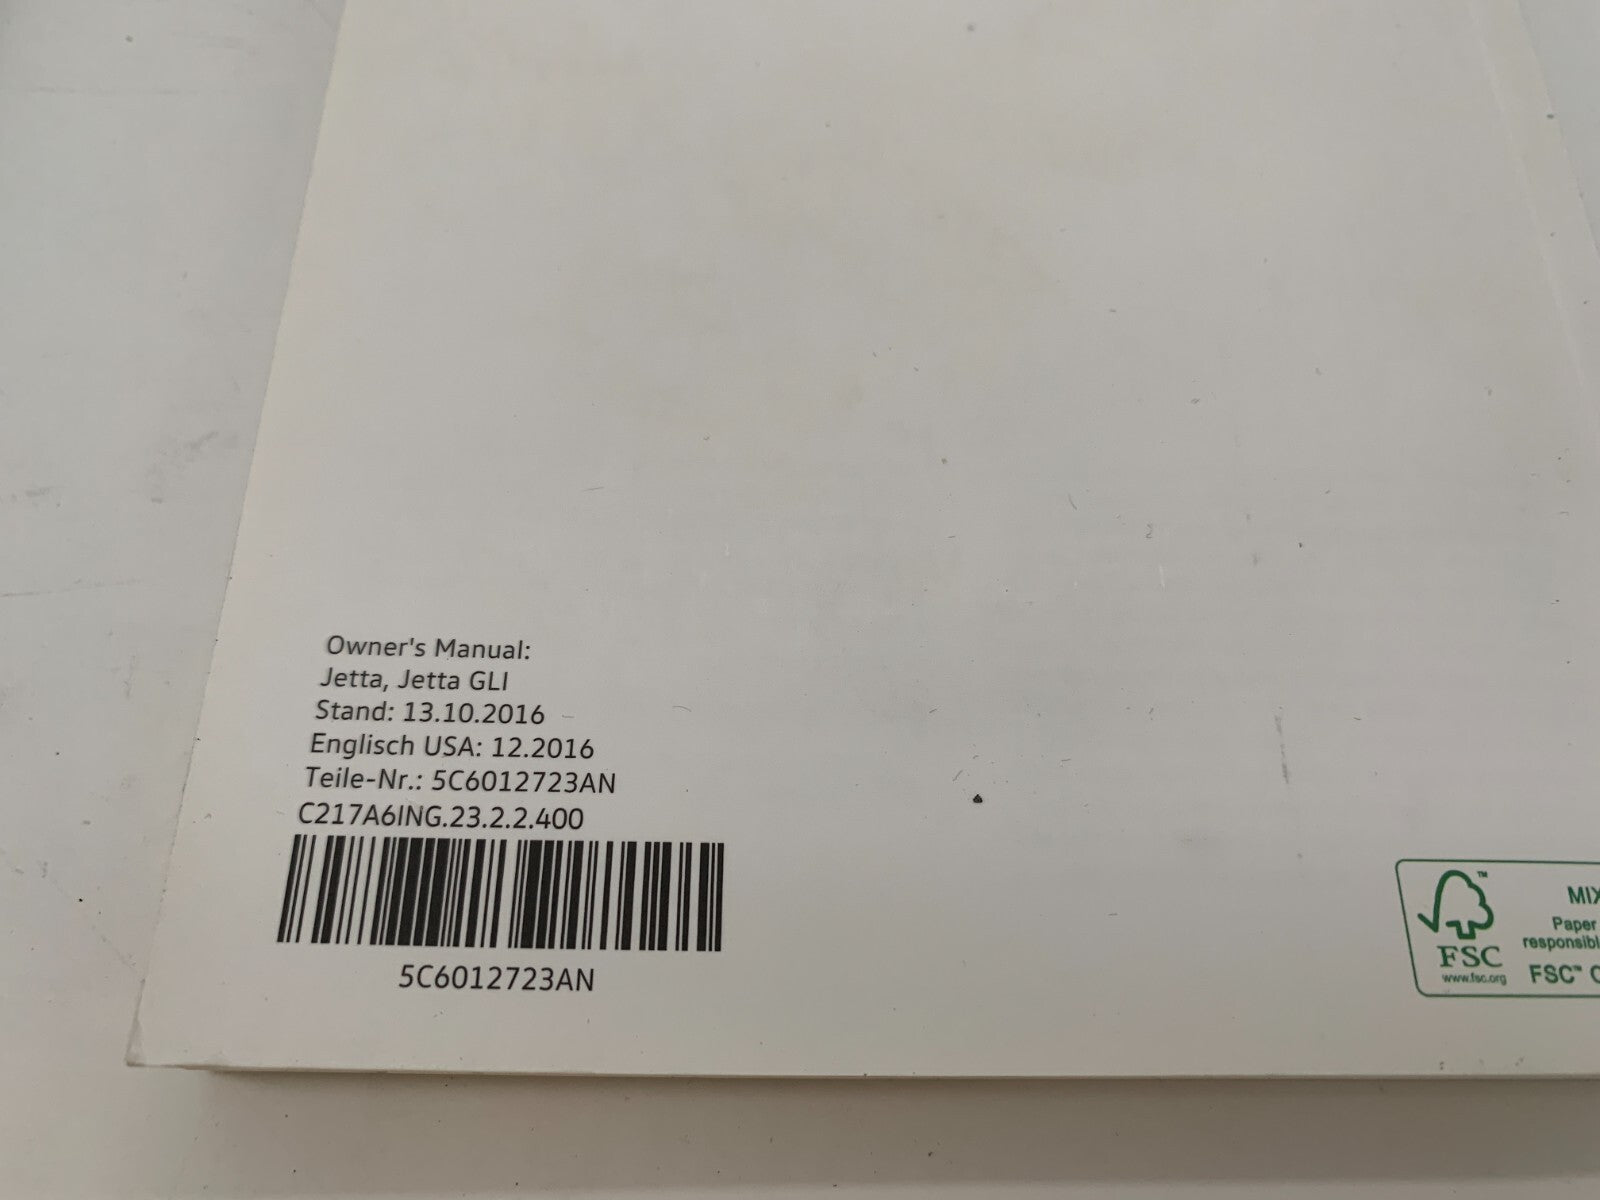 Owner's Manual:
Jetta, Jetta GLI
Stand: 13.10.2016
Englisch USA: 12.2016
Teile-Nr.: 5C6012723AN
C217A6ING.23.2.2.400
5C6012723AN
FSC
www.fsc.org
Paper
FSC™